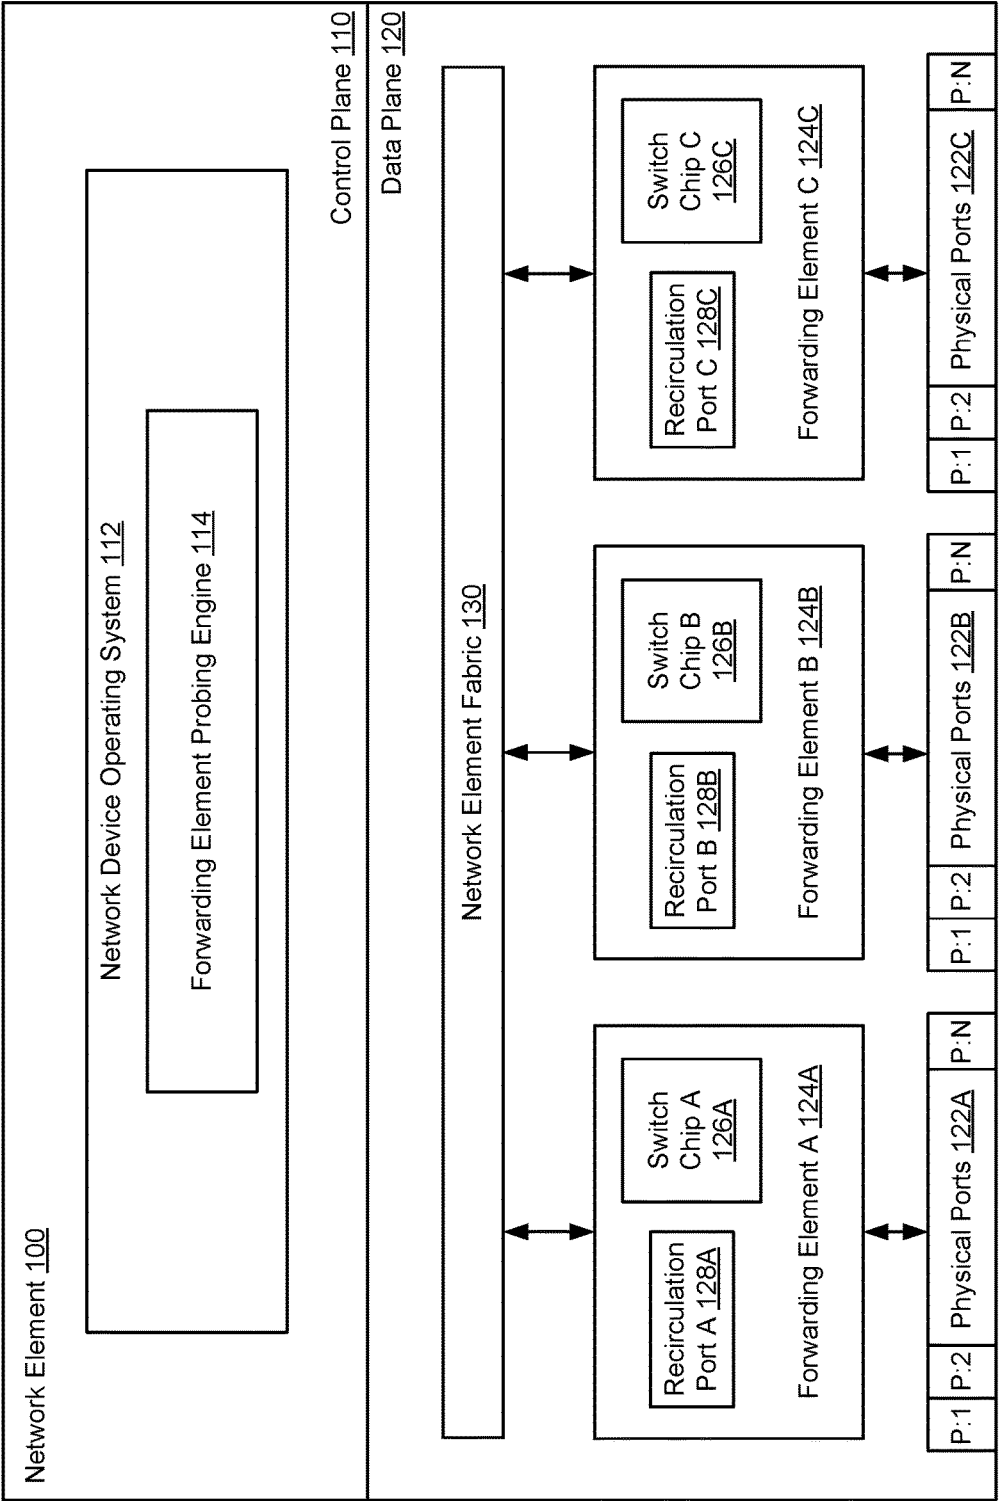 Network Element 100
Control Plane 110
Network Device Operating System 112
Forwarding Element Probing Engine 114
Data Plane 120
Network Element Fabric 130
Recirculation
Port A 128A
Switch
Chip A
126A
Forwarding Element A 124A
P:1
P:2
Physical Ports 122A
P:N
Recirculation
Port B 128B
Switch
Chip B
126B
Forwarding Element B 124B
P:1
P:2
Physical Ports 122B
P:N
Recirculation
Port C 128C
Switch
Chip C
126C
Forwarding Element C 124C
P:1
P:2
Physical Ports 122C
P:N